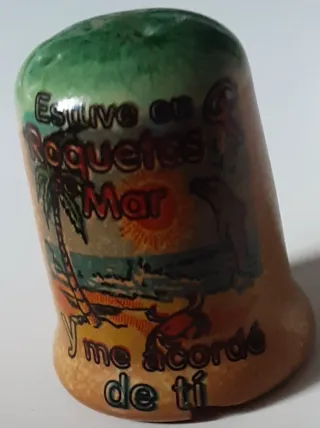 Estuve en
Roquetas
Mar
y me acordé
de tí